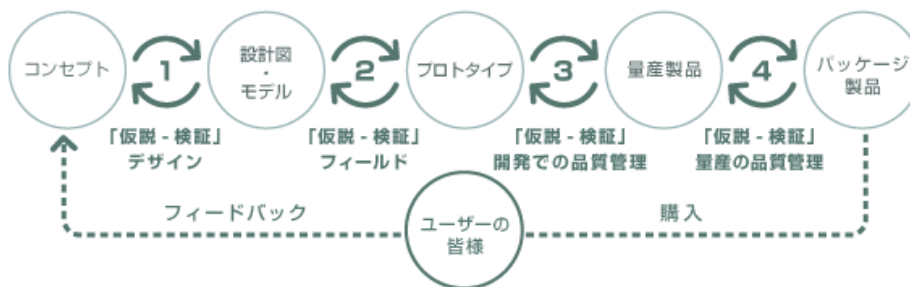 コンセプト
1
設計図
・
モデル
2
プロトタイプ
3
量産製品
4
パッケージ
製品
「仮説 - 検証」
デザイン
「仮説 - 検証」
フィールド
「仮説 - 検証」
開発での品質管理
「仮説 - 検証」
量産の品質管理
フィードバック
ユーザーの
皆様
購入